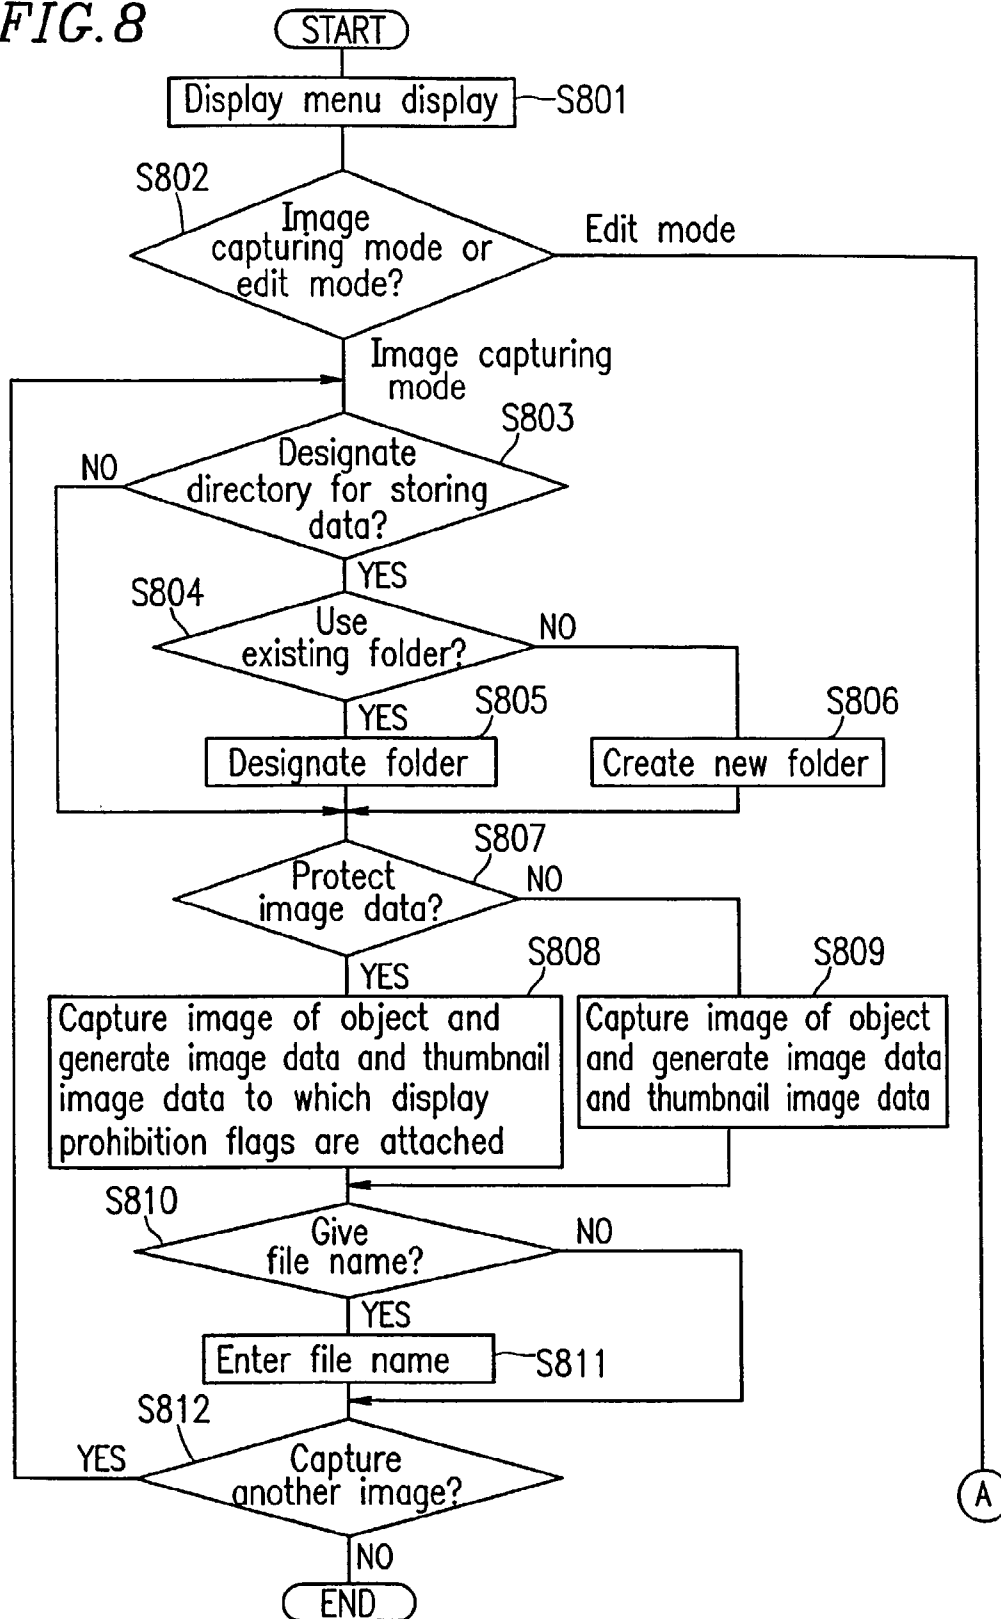 FIG.8
START
Display menu display
S801
S802
Image
capturing mode or
edit mode?
Edit mode
Image capturing
mode
S803
Designate
directory for storing
data?
NO
YES
S804
Use
existing folder?
NO
YES
S805
Designate folder
S806
Create new folder
S807
Protect
image data?
NO
YES
S808
Capture image of object and
generate image data and thumbnail
image data to which display
prohibition flags are attached
S809
Capture image of object
and generate image data
and thumbnail image data
S810
Give
file name?
NO
YES
Enter file name
S811
S812
Capture
another image?
YES
NO
A
END